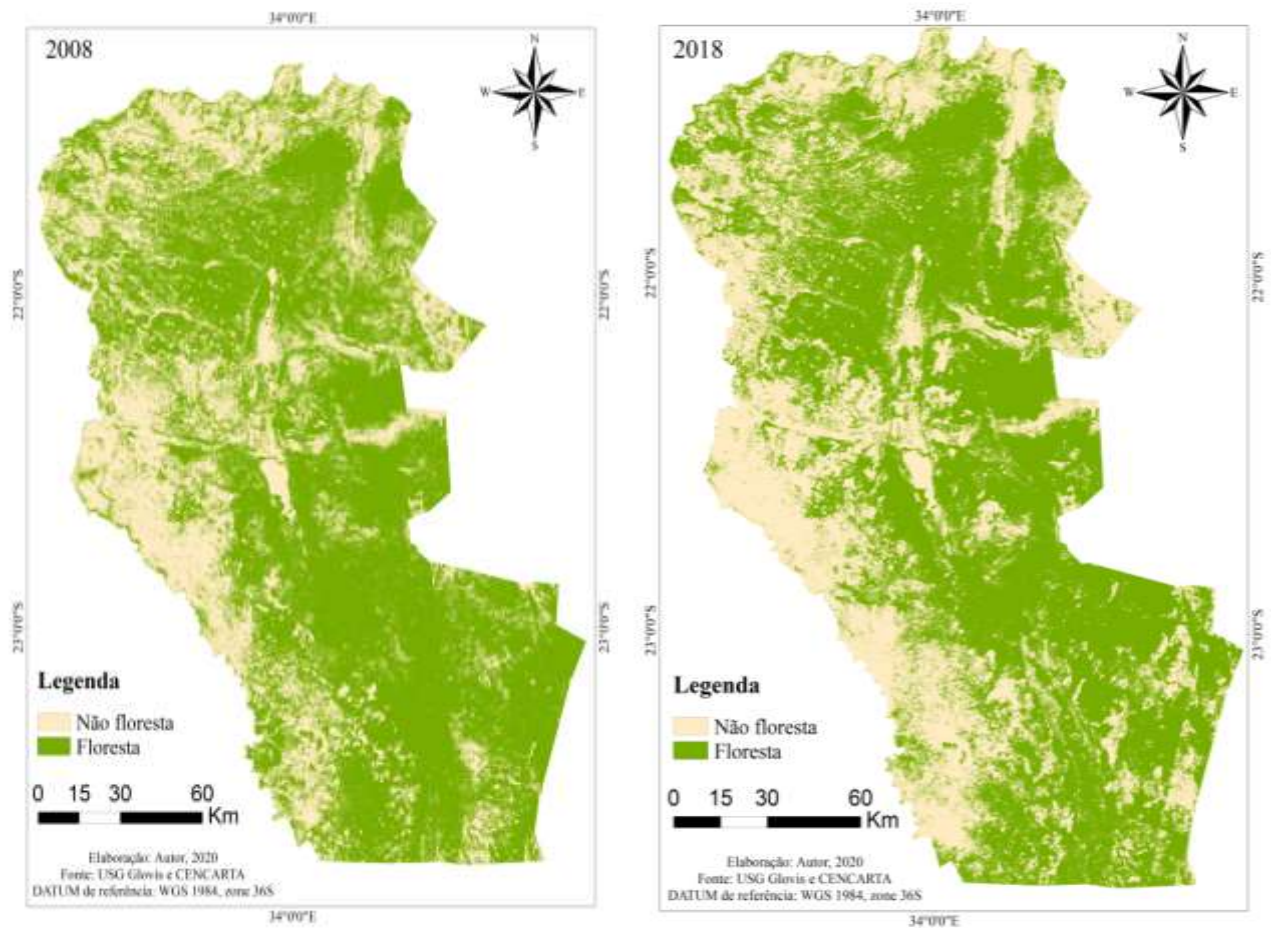 34°0'0"E
2008
N
W
E
S
22°0'0"S
22°0'0"S
23°0'0"S
23°0'0"S
Legenda
Não floresta
Floresta
0 15 30 60
Km
Elaboração: Autor, 2020
Fonte: USG Glovis e CENCARTA
DATUM de referência: WGS 1984, zone 36S
34°0'0"E
34°0'0"E
2018
N
W
E
S
22°0'0"S
22°0'0"S
23°0'0"S
23°0'0"S
Legenda
Não floresta
Floresta
0 15 30 60
Km
Elaboração: Autor, 2020
Fonte: USG Glovis e CENCARTA
DATUM de referência: WGS 1984, zone 36S
34°0'0"E